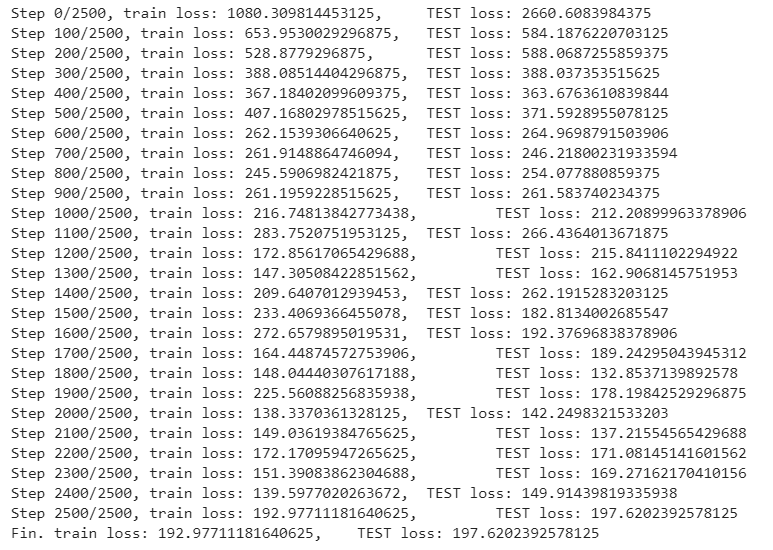 Step 0/2500, train loss: 1080.309814453125, TEST loss: 2660.6083984375
Step 100/2500, train loss: 653.9530029296875, TEST loss: 584.1876220703125
Step 200/2500, train loss: 528.8779296875, TEST loss: 588.0687255859375
Step 300/2500, train loss: 388.08514404296875, TEST loss: 388.037353515625
Step 400/2500, train loss: 367.18402099609375, TEST loss: 363.6763610839844
Step 500/2500, train loss: 407.16802978515625, TEST loss: 371.5928955078125
Step 600/2500, train loss: 262.1539306640625, TEST loss: 264.9698791503906
Step 700/2500, train loss: 261.9148864746094, TEST loss: 246.21800231933594
Step 800/2500, train loss: 245.5906982421875, TEST loss: 254.077880859375
Step 900/2500, train loss: 261.1959228515625, TEST loss: 261.583740234375
Step 1000/2500, train loss: 216.74813842773438, TEST loss: 212.20899963378906
Step 1100/2500, train loss: 283.7520751953125, TEST loss: 266.4364013671875
Step 1200/2500, train loss: 172.85617065429688, TEST loss: 215.8411102294922
Step 1300/2500, train loss: 147.30508422851562, TEST loss: 162.9068145751953
Step 1400/2500, train loss: 209.6407012939453, TEST loss: 262.1915283203125
Step 1500/2500, train loss: 233.4069366455078, TEST loss: 182.8134002685547
Step 1600/2500, train loss: 272.6579895019531, TEST loss: 192.37696838378906
Step 1700/2500, train loss: 164.44874572753906, TEST loss: 189.24295043945312
Step 1800/2500, train loss: 148.04440307617188, TEST loss: 132.8537139892578
Step 1900/2500, train loss: 225.56088256835938, TEST loss: 178.19842529296875
Step 2000/2500, train loss: 138.3370361328125, TEST loss: 142.2498321533203
Step 2100/2500, train loss: 149.03619384765625, TEST loss: 137.21554565429688
Step 2200/2500, train loss: 172.17095947265625, TEST loss: 171.08145141601562
Step 2300/2500, train loss: 151.39083862304688, TEST loss: 169.27162170410156
Step 2400/2500, train loss: 139.5977020263672, TEST loss: 149.91439819335938
Step 2500/2500, train loss: 192.97711181640625, TEST loss: 197.6202392578125
Fin. train loss: 192.97711181640625, TEST loss: 197.6202392578125